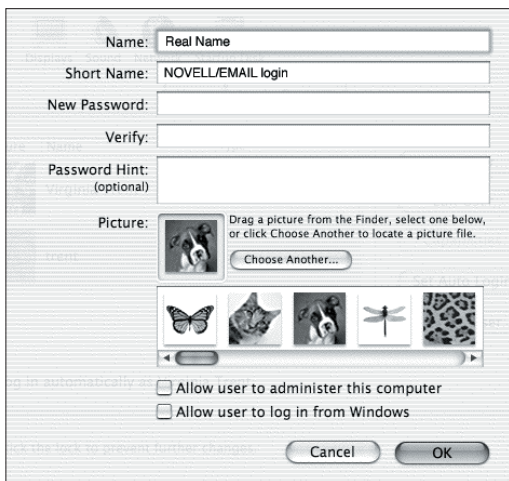 Name: Real Name
Short Name: NOVELL/EMAIL login
New Password:
Verify:
Password Hint:
(optional)
Picture: Drag a picture from the Finder, select one below,
or click Choose Another to locate a picture file.
Choose Another...
Allow user to administer this computer
Allow user to log in from Windows
Cancel OK